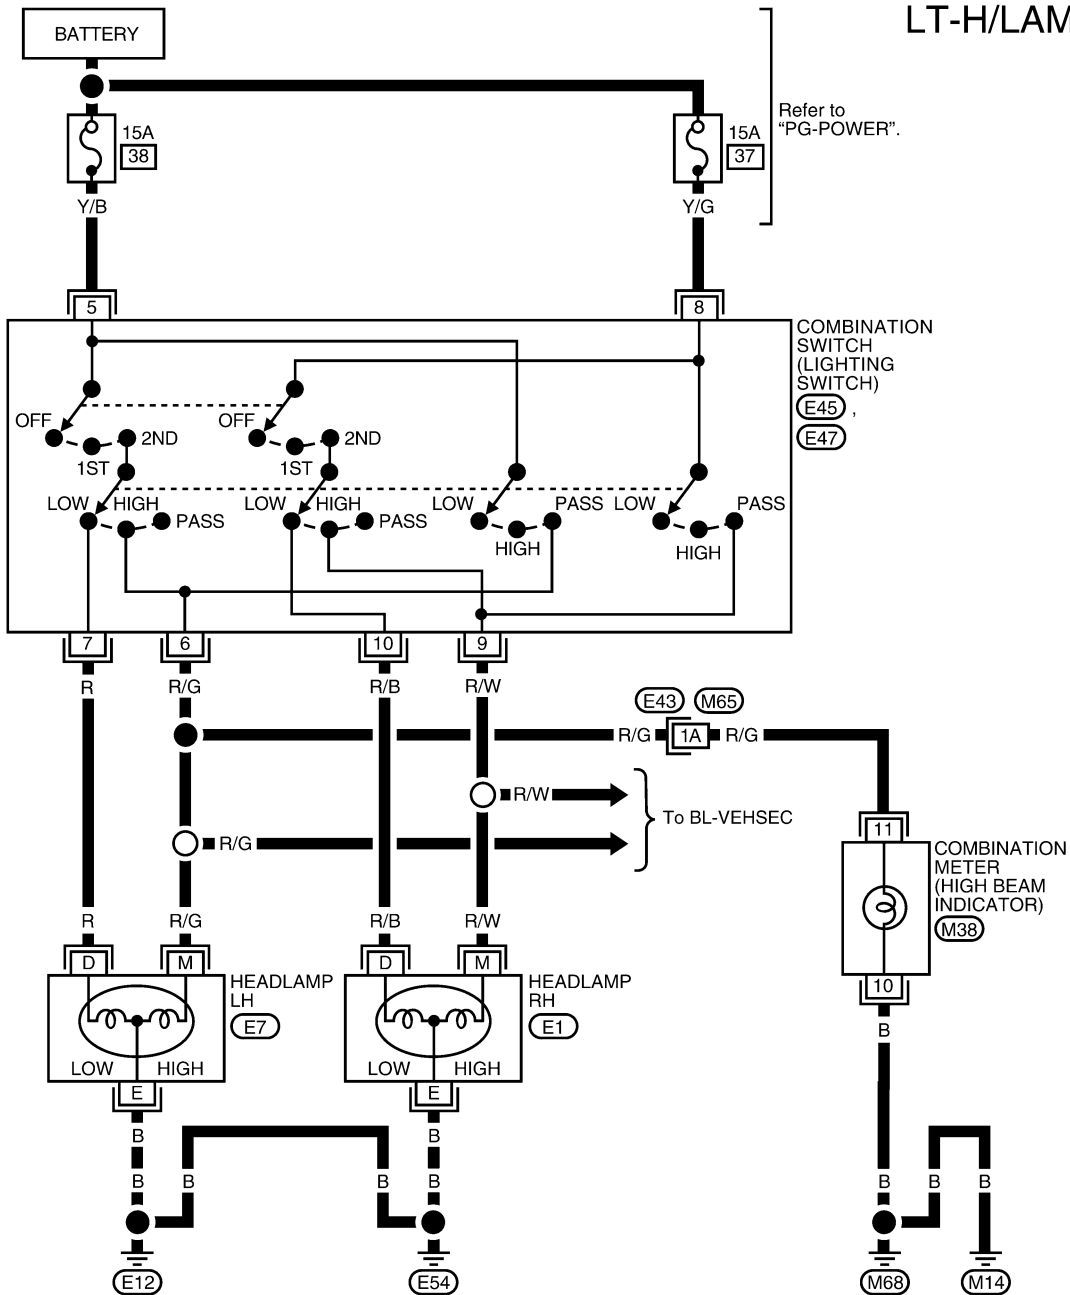 LT-H/LAM
BATTERY
Refer to
“PG-POWER”.
15A
38
15A
37
Y/B
Y/G
5
8
COMBINATION
SWITCH
(LIGHTING
SWITCH)
E45 ,
E47
OFF
2ND
1ST
OFF
2ND
1ST
LOW
HIGH
PASS
LOW
HIGH
PASS
LOW
PASS
HIGH
LOW
PASS
HIGH
7
6
10
9
R
R/G
R/B
R/W
E43
M65
R/G
1A
R/G
R/W
R/G
To BL-VEHSEC
11
COMBINATION
METER
(HIGH BEAM
INDICATOR)
M38
10
R
R/G
R/B
R/W
D
M
D
M
HEADLAMP
LH
E7
HEADLAMP
RH
E1
LOW
HIGH
LOW
HIGH
E
E
B
B
B
B
B
B
B
B
B
B
B
E12
E54
M68
M14